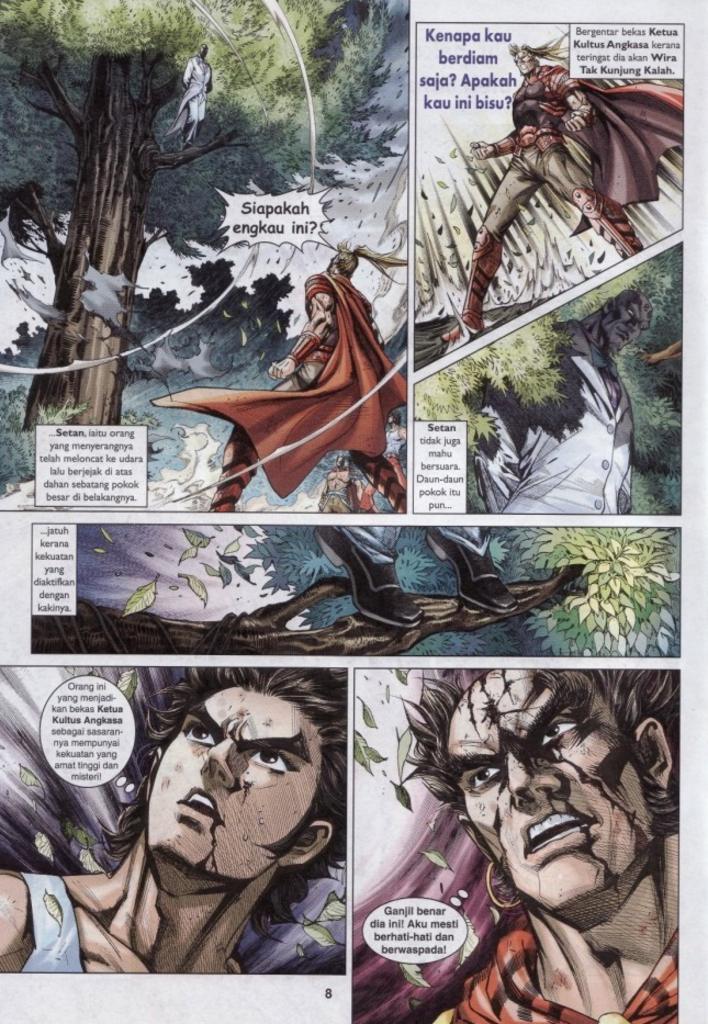 Siapakah
engkau ini?
...Setan, iaitu orang
yang menyerangnya
telah meloncat ke udara
lalu berjejak di atas
dahan sebatang pokok
besar di belakangnya.
Kenapa kau
berdiam
saja? Apakah
kau ini bisu?
Bergentar bekas Ketua
Kultus Angkasa kerana
teringat dia akan Wira
Tak Kunjung Kalah.
Setan
tidak juga
mahu
bersuara.
Daun-daun
pokok itu
pun...
...jatuh
kerana
kekuatan
yang
diaktifkan
dengan
kakinya.
Orang ini
yang menjadi-
kan bekas Ketua
Kultus Angkasa
sebagai sasaran-
nya mempunyai
kekuatan yang
amat tinggi dan
misteri!
Ganjil benar
dia ini! Aku mesti
berhati-hati dan
berwaspada!
8